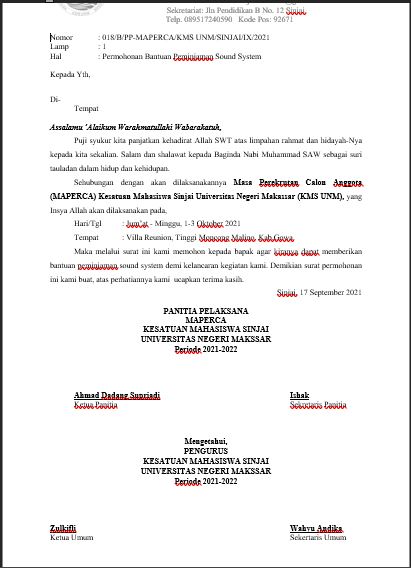 Sekretariat: Jln Pendidikan B No. 12 Sinjai
Telp. 089517240590 Kode Pos: 92671
Nomor : 018/B/PP-MAPERCA/KMS UNM/SINJAI/IX/2021
Lamp : 1
Hal : Permohonan Bantuan Peminjaman Sound System
Kepada Yth,
Di-
Tempat
Assalamu 'Alaikum Warahmatullahi Wabarakatuh,
Puji syukur kita panjatkan kehadirat Allah SWT atas limpahan rahmat dan hidayah-Nya
kepada kita sekalian. Salam dan shalawat kepada Baginda Nabi Muhammad SAW sebagai suri
tauladan dalam hidup dan kehidupan.
Sehubungan dengan akan dilaksanakannya Masa Perekrutan Calon Anggota
(MAPERCA) Kesatuan Mahasiswa Sinjai Universitas Negeri Makassar (KMS UNM), yang
Insya Allah akan dilaksanakan pada,
Hari/Tgl : Jum'at - Minggu, 1-3 Oktober 2021
Tempat : Villa Reunion, Tinggi Moncong Malino, Kab.Gowa
Maka melalui surat ini kami memohon kepada bapak agar kiranya dapat memberikan
bantuan peminjaman sound system demi kelancaran kegiatan kami. Demikian surat permohonan
ini kami buat, atas perhatiannya kami ucapkan terima kasih.
Sinjai, 17 September 2021
PANITIA PELAKSANA
MAPERCA
KESATUAN MAHASISWA SINJAI
UNIVERSITAS NEGERI MAKSSAR
Periode 2021-2022
Ahmad Dadang Supriadi Ishak
Ketua Panitia Sekretaris Panitia
Mengetahui,
PENGURUS
KESATUAN MAHASISWA SINJAI
UNIVERSITAS NEGERI MAKSSAR
Periode 2021-2022
Zulkifli Wahyu Andika
Ketua Umum Sekertaris Umum